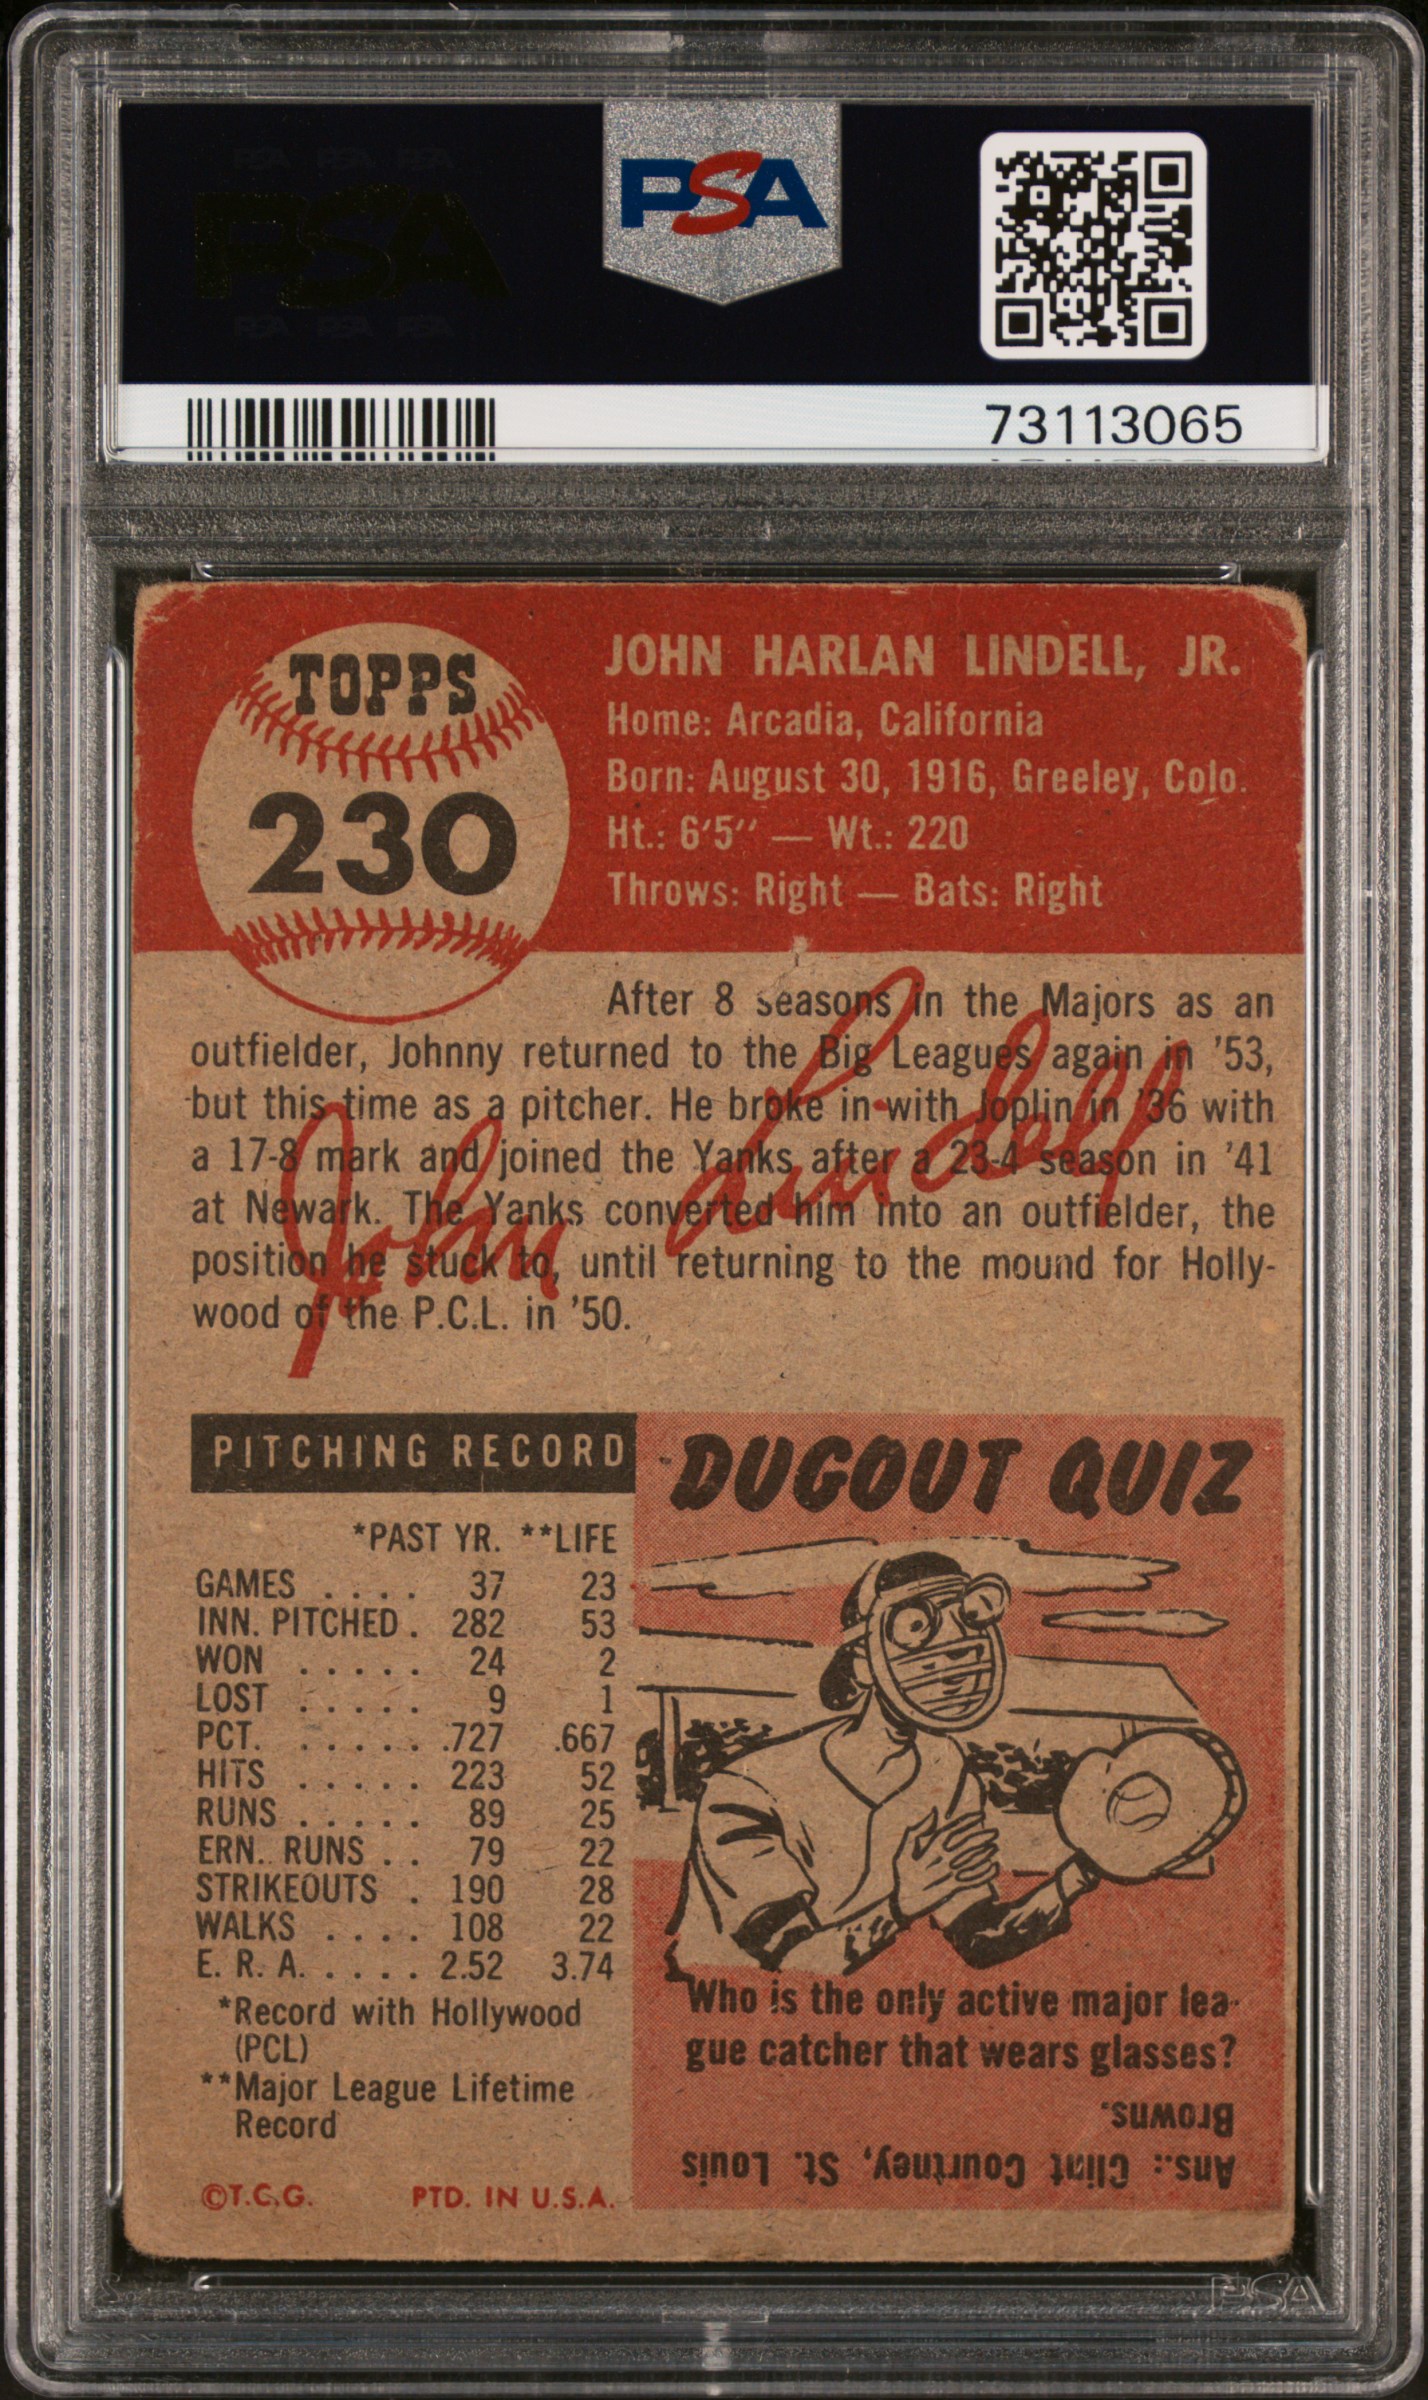 PSA
73113065
TOPPS
230
JOHN HARLAN LINDELL, JR.
Home: Arcadia, California
Born: August 30, 1916, Greeley, Colo.
Ht.: 6'5" — Wt.: 220
Throws: Right — Bats: Right
After 8 seasons in the Majors as an
outfielder, Johnny returned to the Big Leagues again in '53,
but this time as a pitcher. He broke in with Joplin in '36 with
a 17-8 mark and joined the Yanks after a 23-4 season in '41
at Newark. The Yanks converted him into an outfielder, the
position he stuck to, until returning to the mound for Holly-
wood of the P.C.L. in '50.
John Lindell
PITCHING RECORD
*PAST YR. **LIFE
GAMES .... 37 23
INN. PITCHED . 282 53
WON ..... 24 2
LOST ..... 9 1
PCT. ...... .727 .667
HITS ..... 223 52
RUNS ..... 89 25
ERN. RUNS .. 79 22
STRIKEOUTS . 190 28
WALKS .... 108 22
E. R. A. ..... 2.52 3.74
*Record with Hollywood
(PCL)
**Major League Lifetime
Record
©T.C.G. PTD. IN U.S.A.
DUGOUT QUIZ
Who is the only active major lea-
gue catcher that wears glasses?
Ans.: Clint Courtney, St. Louis
Browns.
PSA